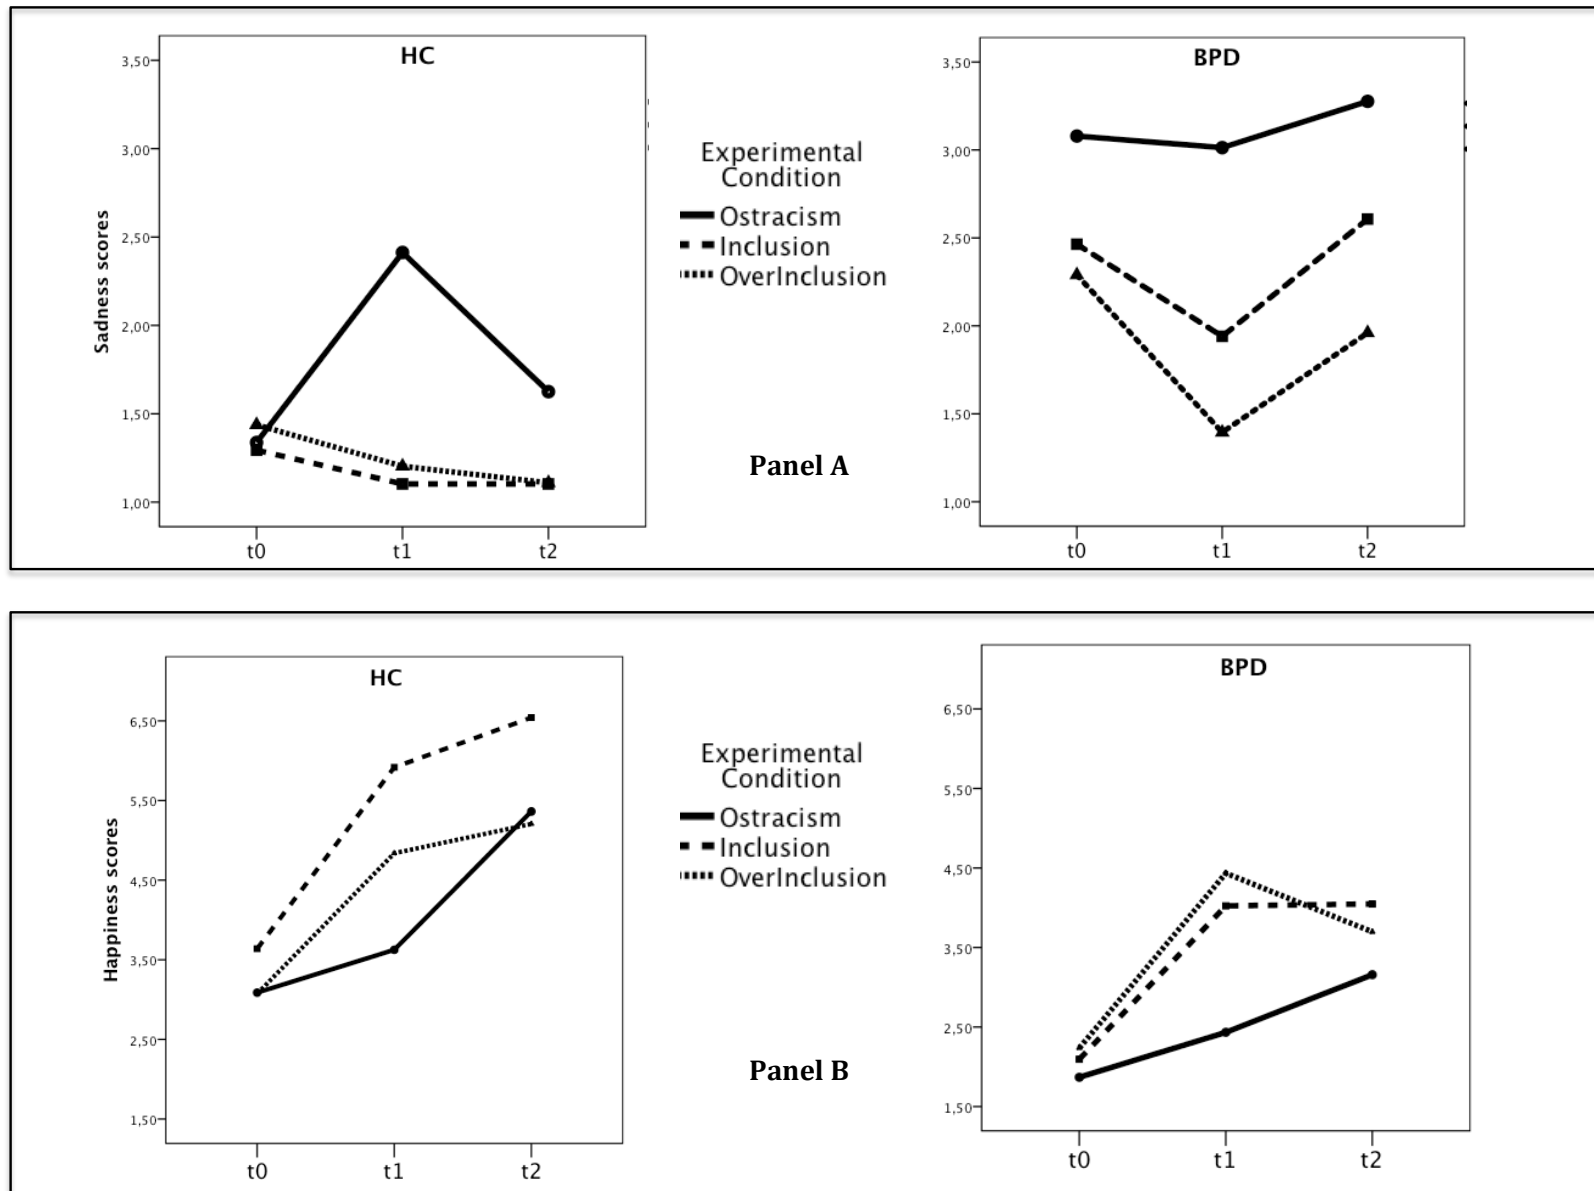 HC
3,50
3,00
2,50
2,00
1,50
1,00
Sadness scores
t0 t1 t2
Experimental
Condition
Ostracism
Inclusion
OverInclusion
Panel A
BPD
3,50
3,00
2,50
2,00
1,50
1,00
t0 t1 t2
HC
6,50
5,50
4,50
3,50
2,50
1,50
Happiness scores
t0 t1 t2
Experimental
Condition
Ostracism
Inclusion
OverInclusion
Panel B
BPD
6,50
5,50
4,50
3,50
2,50
1,50
t0 t1 t2